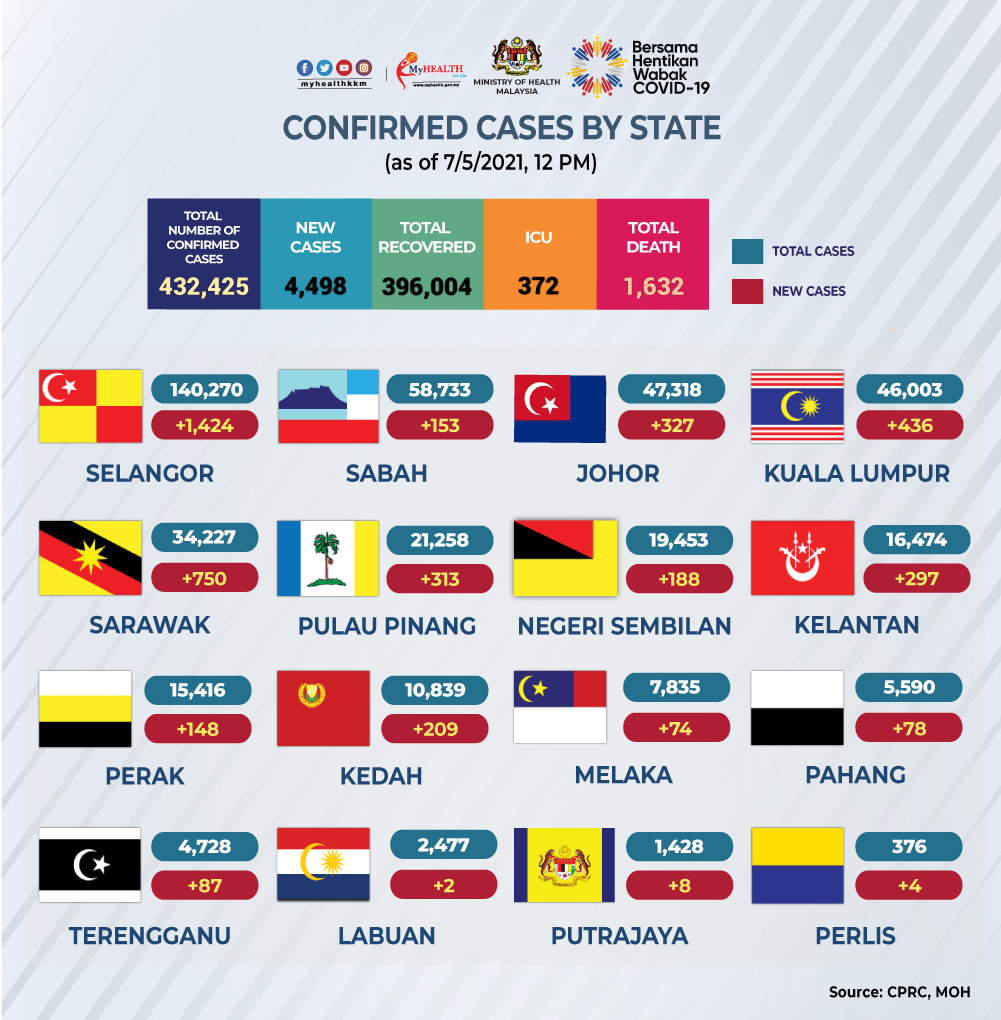 myhealthkkm
MyHEALTH
for life
www.myhealth.gov.my
MINISTRY OF HEALTH
MALAYSIA
Bersama
Hentikan
Wabak
COVID-19
CONFIRMED CASES BY STATE
(as of 7/5/2021, 12 PM)
TOTAL
NUMBER OF
CONFIRMED
CASES
432,425
NEW
CASES
4,498
TOTAL
RECOVERED
396,004
ICU
372
TOTAL
DEATH
1,632
TOTAL CASES
NEW CASES
140,270
+1,424
SELANGOR
58,733
+153
SABAH
47,318
+327
JOHOR
46,003
+436
KUALA LUMPUR
34,227
+750
SARAWAK
21,258
+313
PULAU PINANG
19,453
+188
NEGERI SEMBILAN
16,474
+297
KELANTAN
15,416
+148
PERAK
10,839
+209
KEDAH
7,835
+74
MELAKA
5,590
+78
PAHANG
4,728
+87
TERENGGANU
2,477
+2
LABUAN
1,428
+8
PUTRAJAYA
376
+4
PERLIS
Source: CPRC, MOH